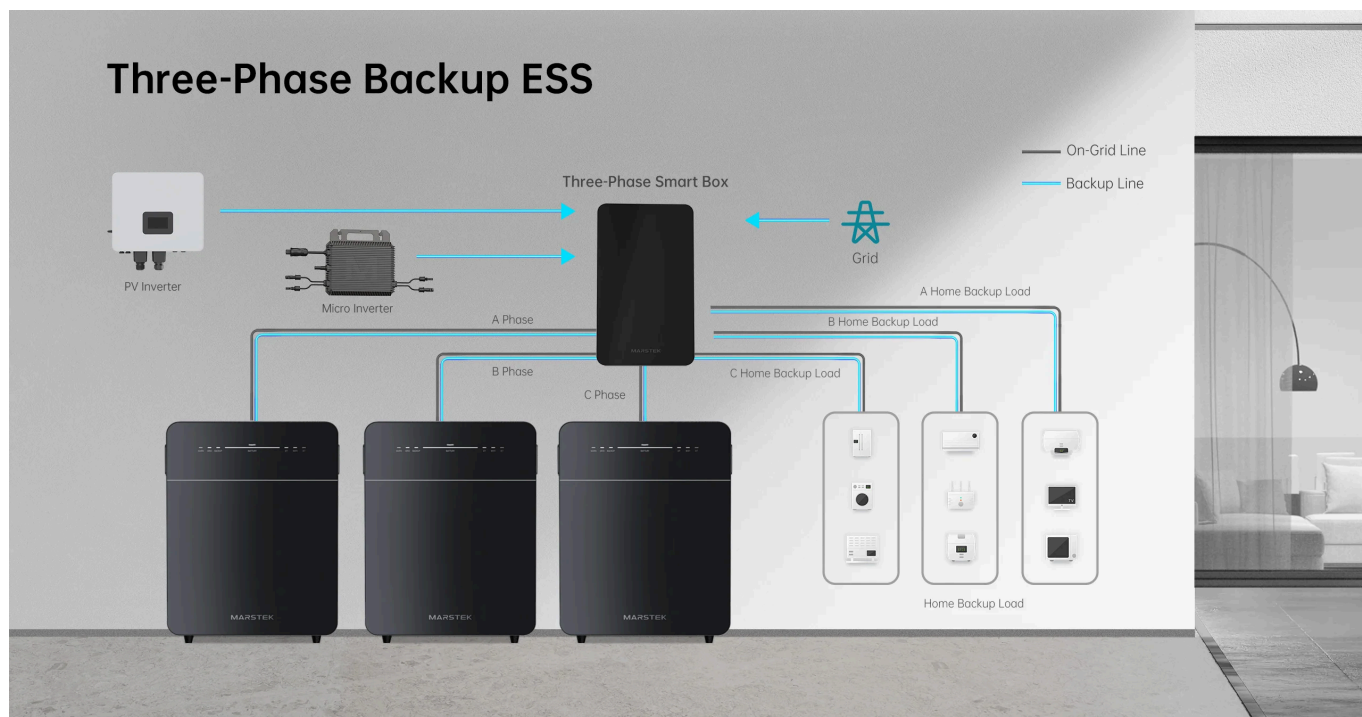 Three-Phase Backup ESS
On-Grid Line
Backup Line
Three-Phase Smart Box
Grid
PV Inverter
Micro Inverter
A Home Backup Load
A Phase
B Home Backup Load
MARSTEK
B Phase
C Home Backup Load
C Phase
TV
Home Backup Load
MARSTEK
MARSTEK
MARSTEK